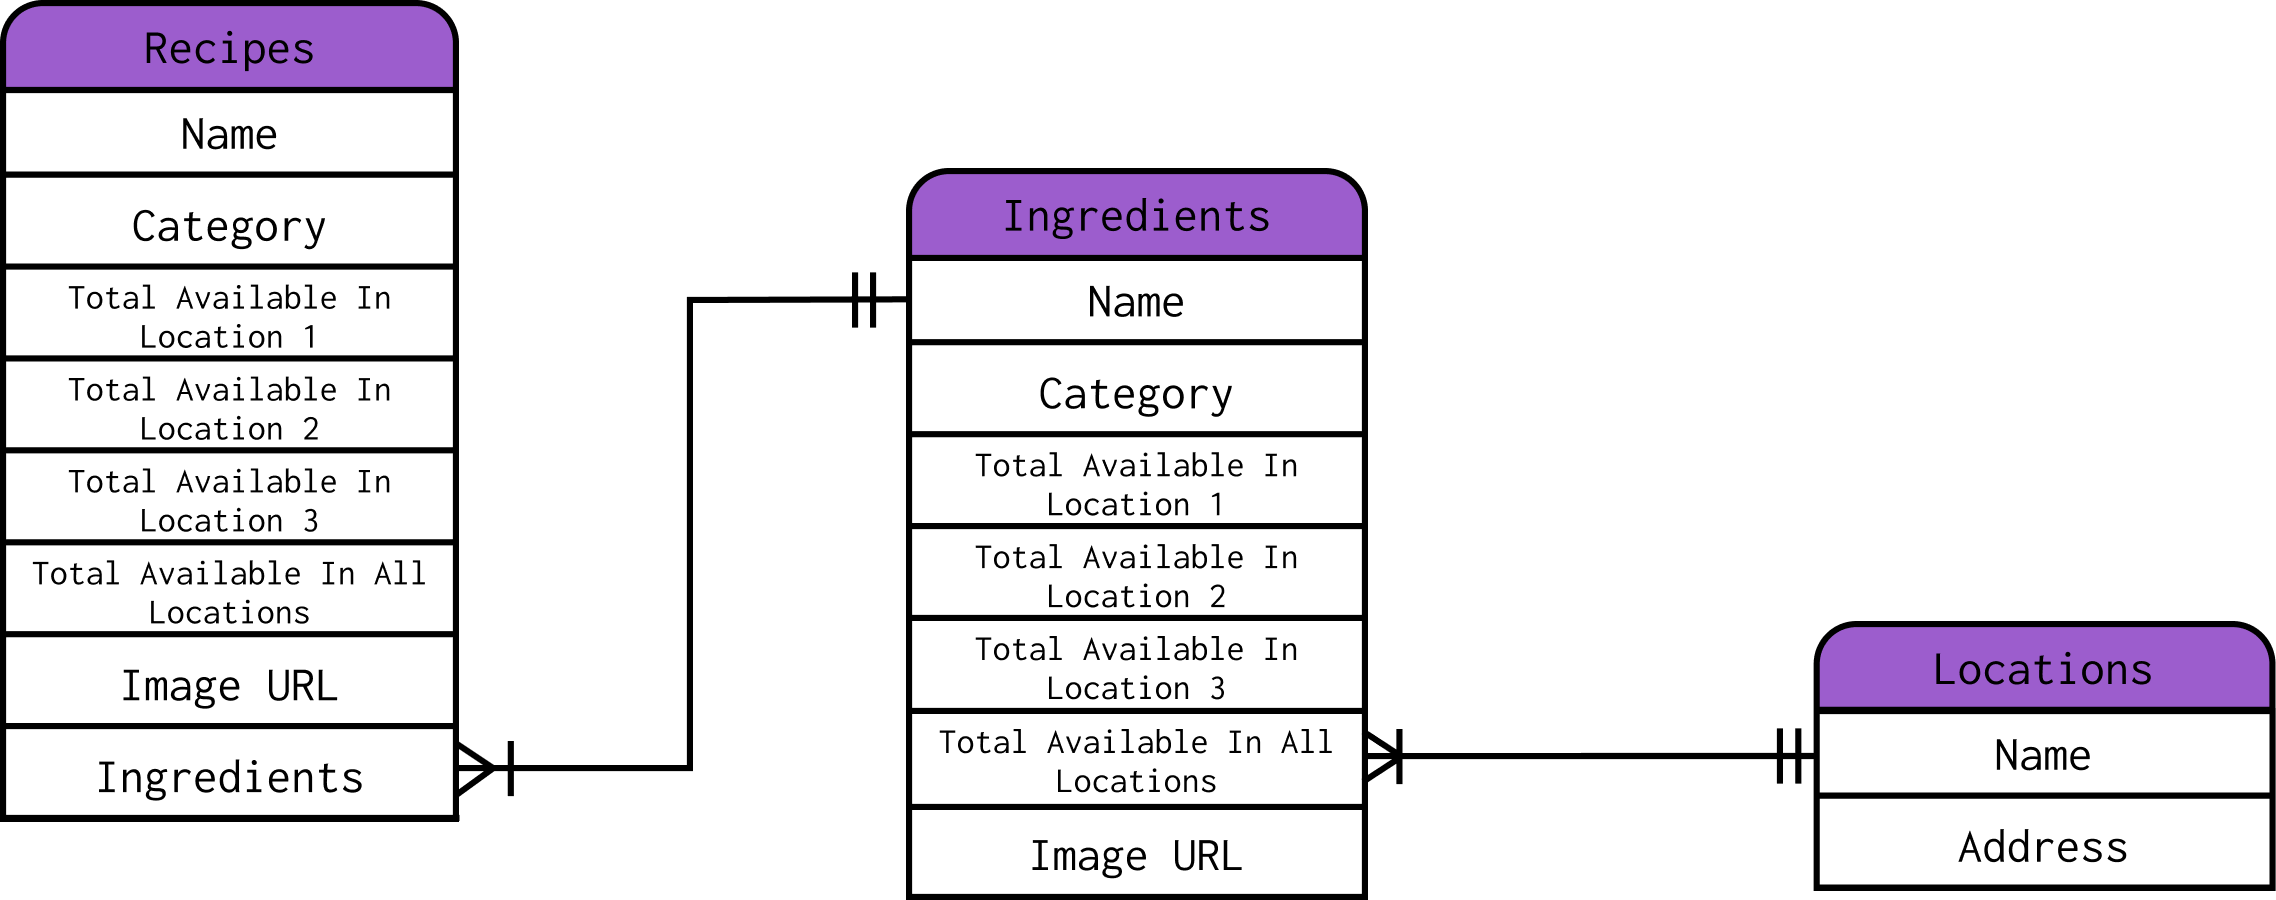 Recipes
Name
Category
Total Available In
Location 1
Total Available In
Location 2
Total Available In
Location 3
Total Available In All
Locations
Image URL
Ingredients
Ingredients
Name
Category
Total Available In
Location 1
Total Available In
Location 2
Total Available In
Location 3
Total Available In All
Locations
Image URL
Locations
Name
Address